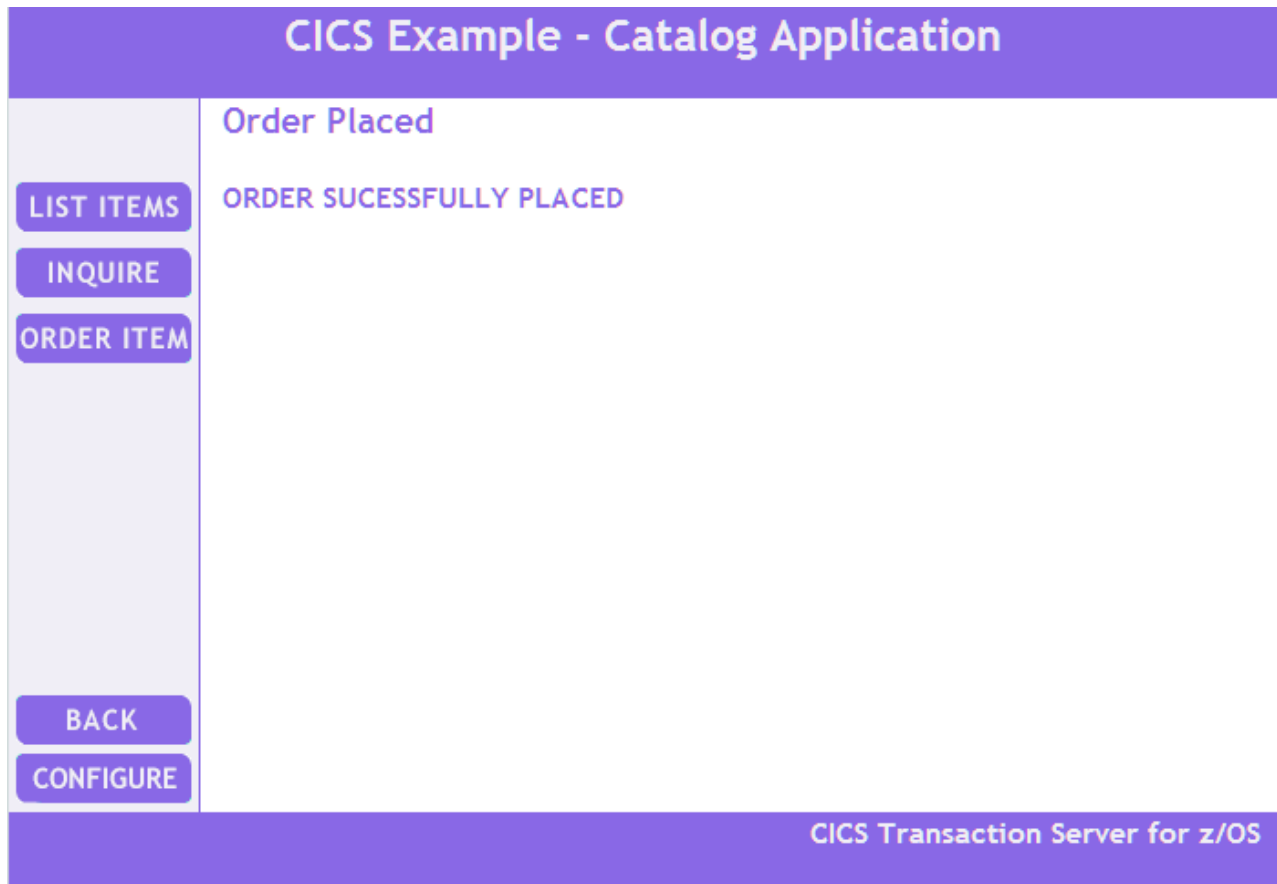 CICS Example - Catalog Application
Order Placed
ORDER SUCESSFULLY PLACED
LIST ITEMS
INQUIRE
ORDER ITEM
BACK
CONFIGURE
CICS Transaction Server for z/OS